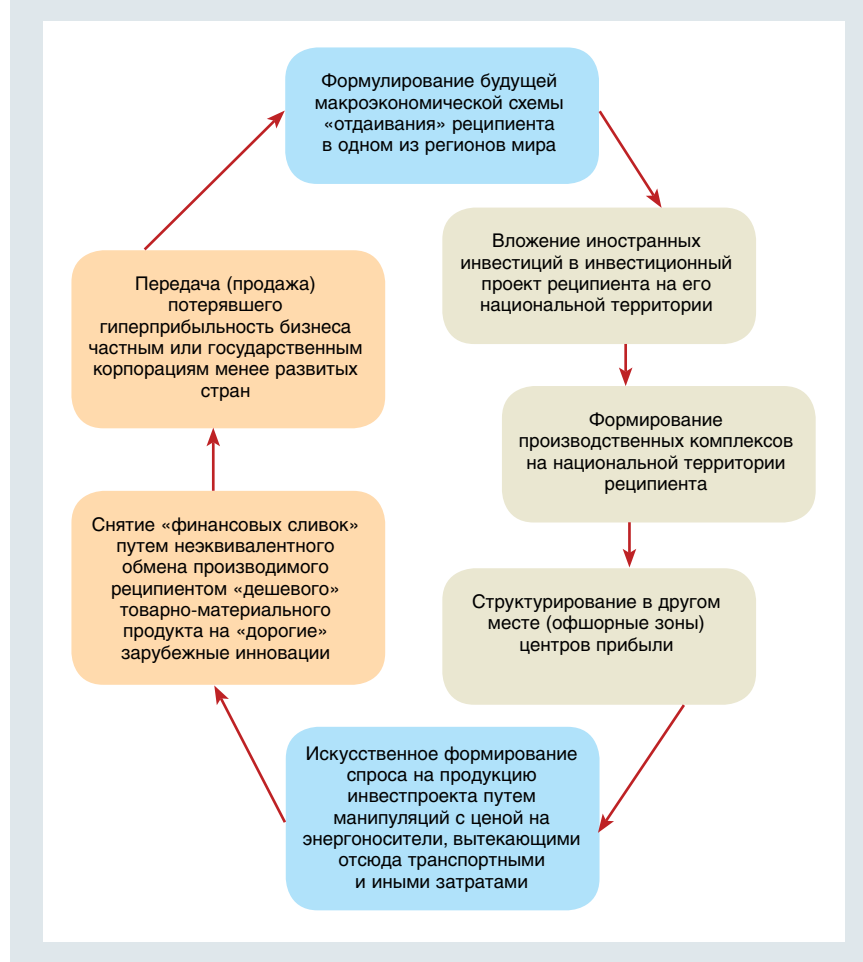 Формулирование будущей
макроэкономической схемы
«отдаивания» реципиента
в одном из регионов мира
Вложение иностранных
инвестиций в инвестиционный
проект реципиента на его
национальной территории
Формирование
производственных комплексов
на национальной территории
реципиента
Структурирование в другом
месте (офшорные зоны)
центров прибыли
Искусственное формирование
спроса на продукцию
инвестпроекта путем
манипуляций с ценой на
энергоносители, вытекающими
отсюда транспортными
и иными затратами
Снятие «финансовых сливок»
путем неэквивалентного
обмена производимого
реципиентом «дешевого»
товарно-материального
продукта на «дорогие»
зарубежные инновации
Передача (продажа)
потерявшего
гиперприбыльность бизнеса
частным или государственным
корпорациям менее развитых
стран